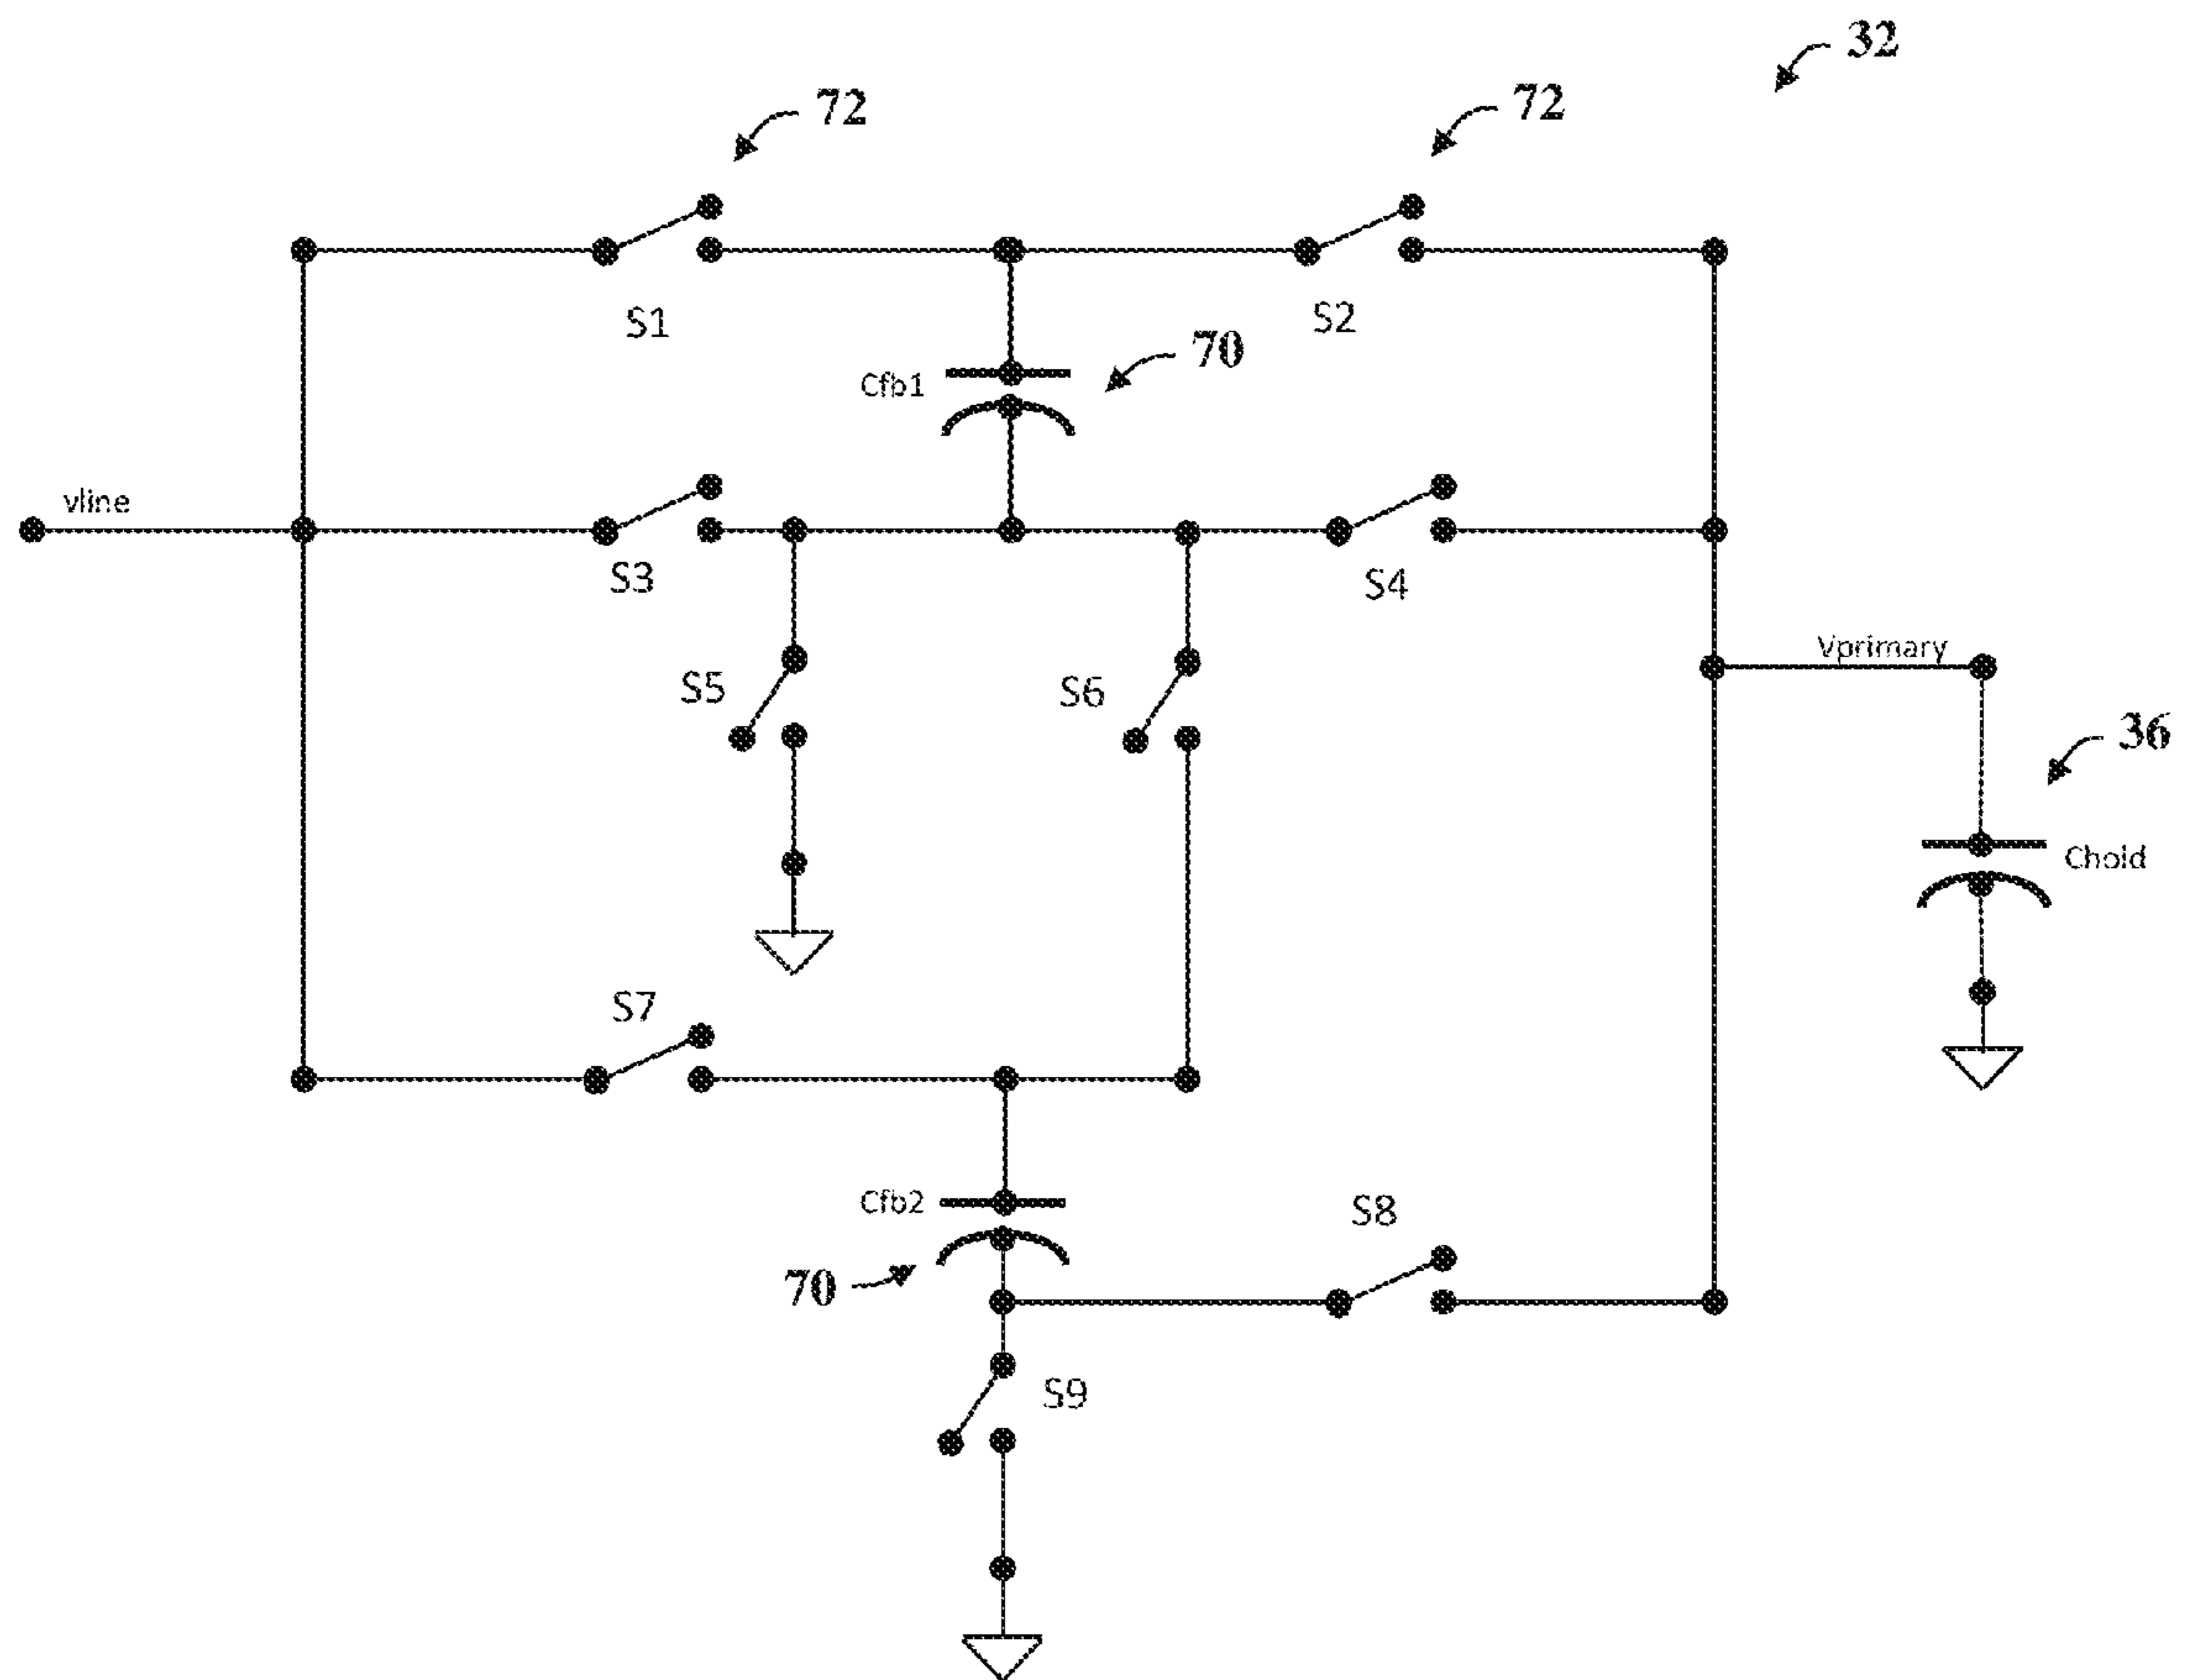 32
72
72
S1
S2
70
Cfb1
vline
S3
S4
Vprimary
S5
S6
36
Chold
S7
Cfb2
S8
70
S9